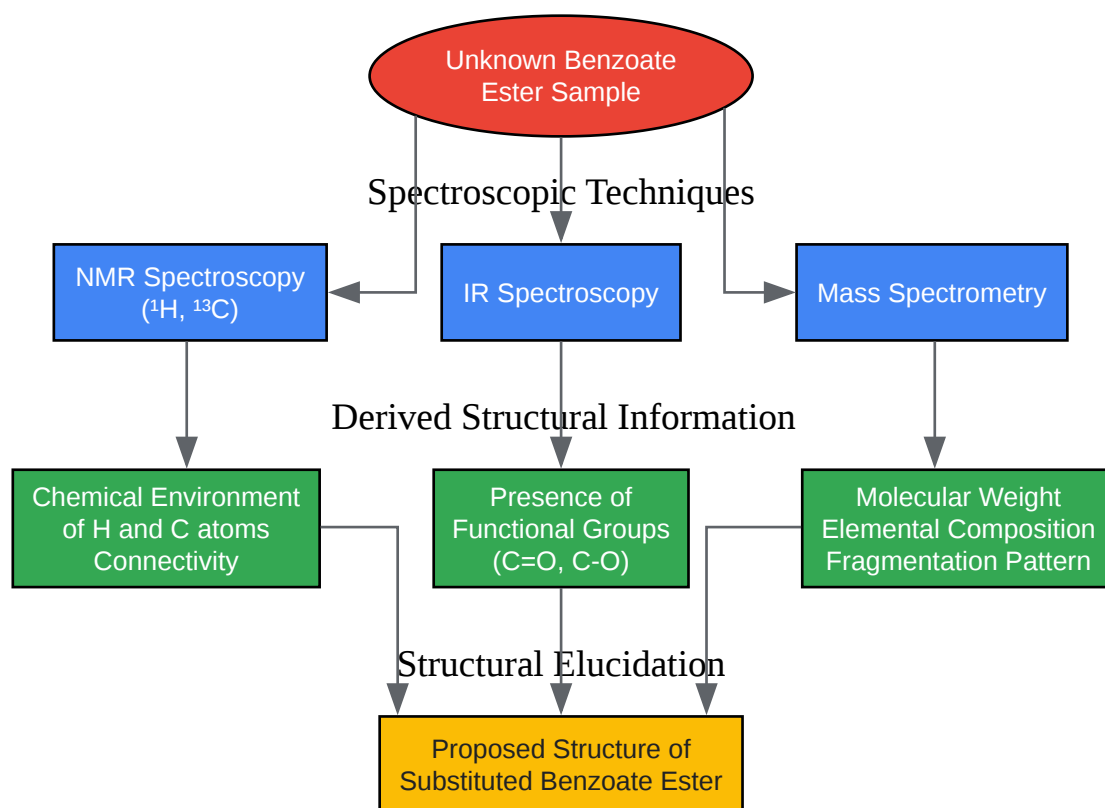 Unknown Benzoate
Ester Sample
Spectroscopic Techniques
NMR Spectroscopy
(¹H, ¹³C)
IR Spectroscopy
Mass Spectrometry
Derived Structural Information
Chemical Environment
of H and C atoms
Connectivity
Presence of
Functional Groups
(C=O, C-O)
Molecular Weight
Elemental Composition
Fragmentation Pattern
Structural Elucidation
Proposed Structure of
Substituted Benzoate Ester